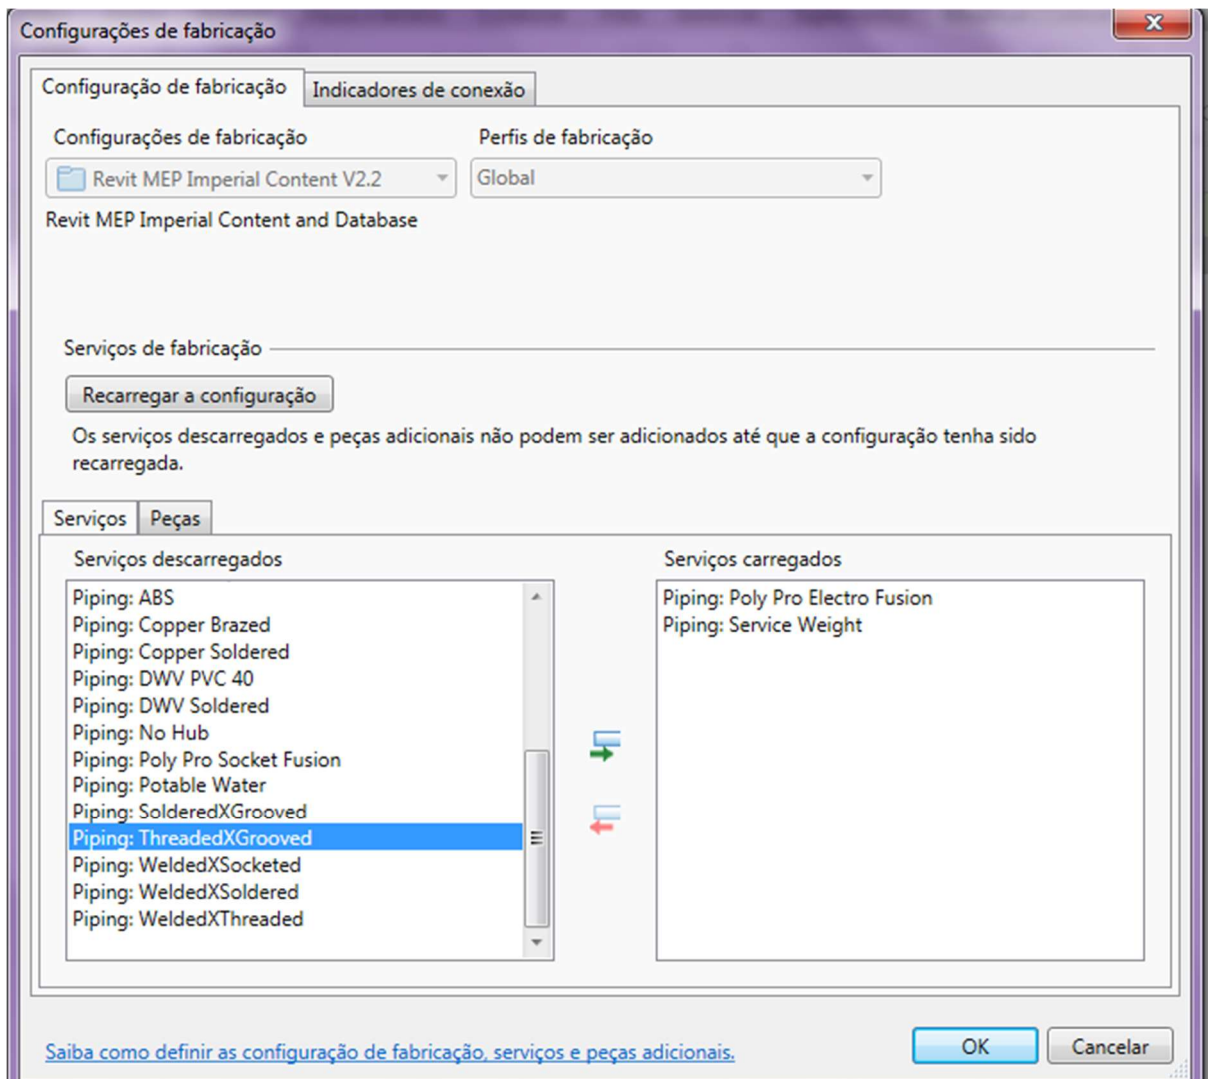 Configurações de fabricação
Configuração de fabricação
Indicadores de conexão
Configurações de fabricação
Perfis de fabricação
Revit MEP Imperial Content V2.2
Global
Revit MEP Imperial Content and Database
Serviços de fabricação
Recarregar a configuração
Os serviços descarregados e peças adicionais não podem ser adicionados até que a configuração tenha sido
recarregada.
Serviços
Peças
Serviços descarregados
Piping: ABS
Piping: Copper Brazed
Piping: Copper Soldered
Piping: DWV PVC 40
Piping: DWV Soldered
Piping: No Hub
Piping: Poly Pro Socket Fusion
Piping: Potable Water
Piping: SolderedXGrooved
Piping: ThreadedXGrooved
Piping: WeldedXSocketed
Piping: WeldedXSoldered
Piping: WeldedXThreaded
Serviços carregados
Piping: Poly Pro Electro Fusion
Piping: Service Weight
Saiba como definir as configuração de fabricação, serviços e peças adicionais.
OK
Cancelar